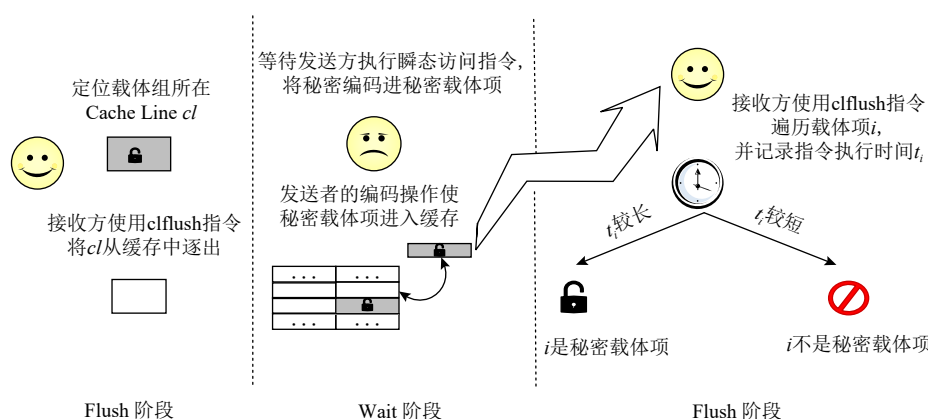 定位载体组所在
Cache Line cl
接收方使用clflush指令
将cl从缓存中逐出
Flush 阶段
等待发送方执行瞬态访问指令,
将秘密编码进秘密载体项
发送者的编码操作使
秘密载体项进入缓存
... ...
... ...
Wait 阶段
接收方使用clflush指令
遍历载体项i,
并记录指令执行时间ti
ti较长
ti较短
i是秘密载体项
i不是秘密载体项
Flush 阶段